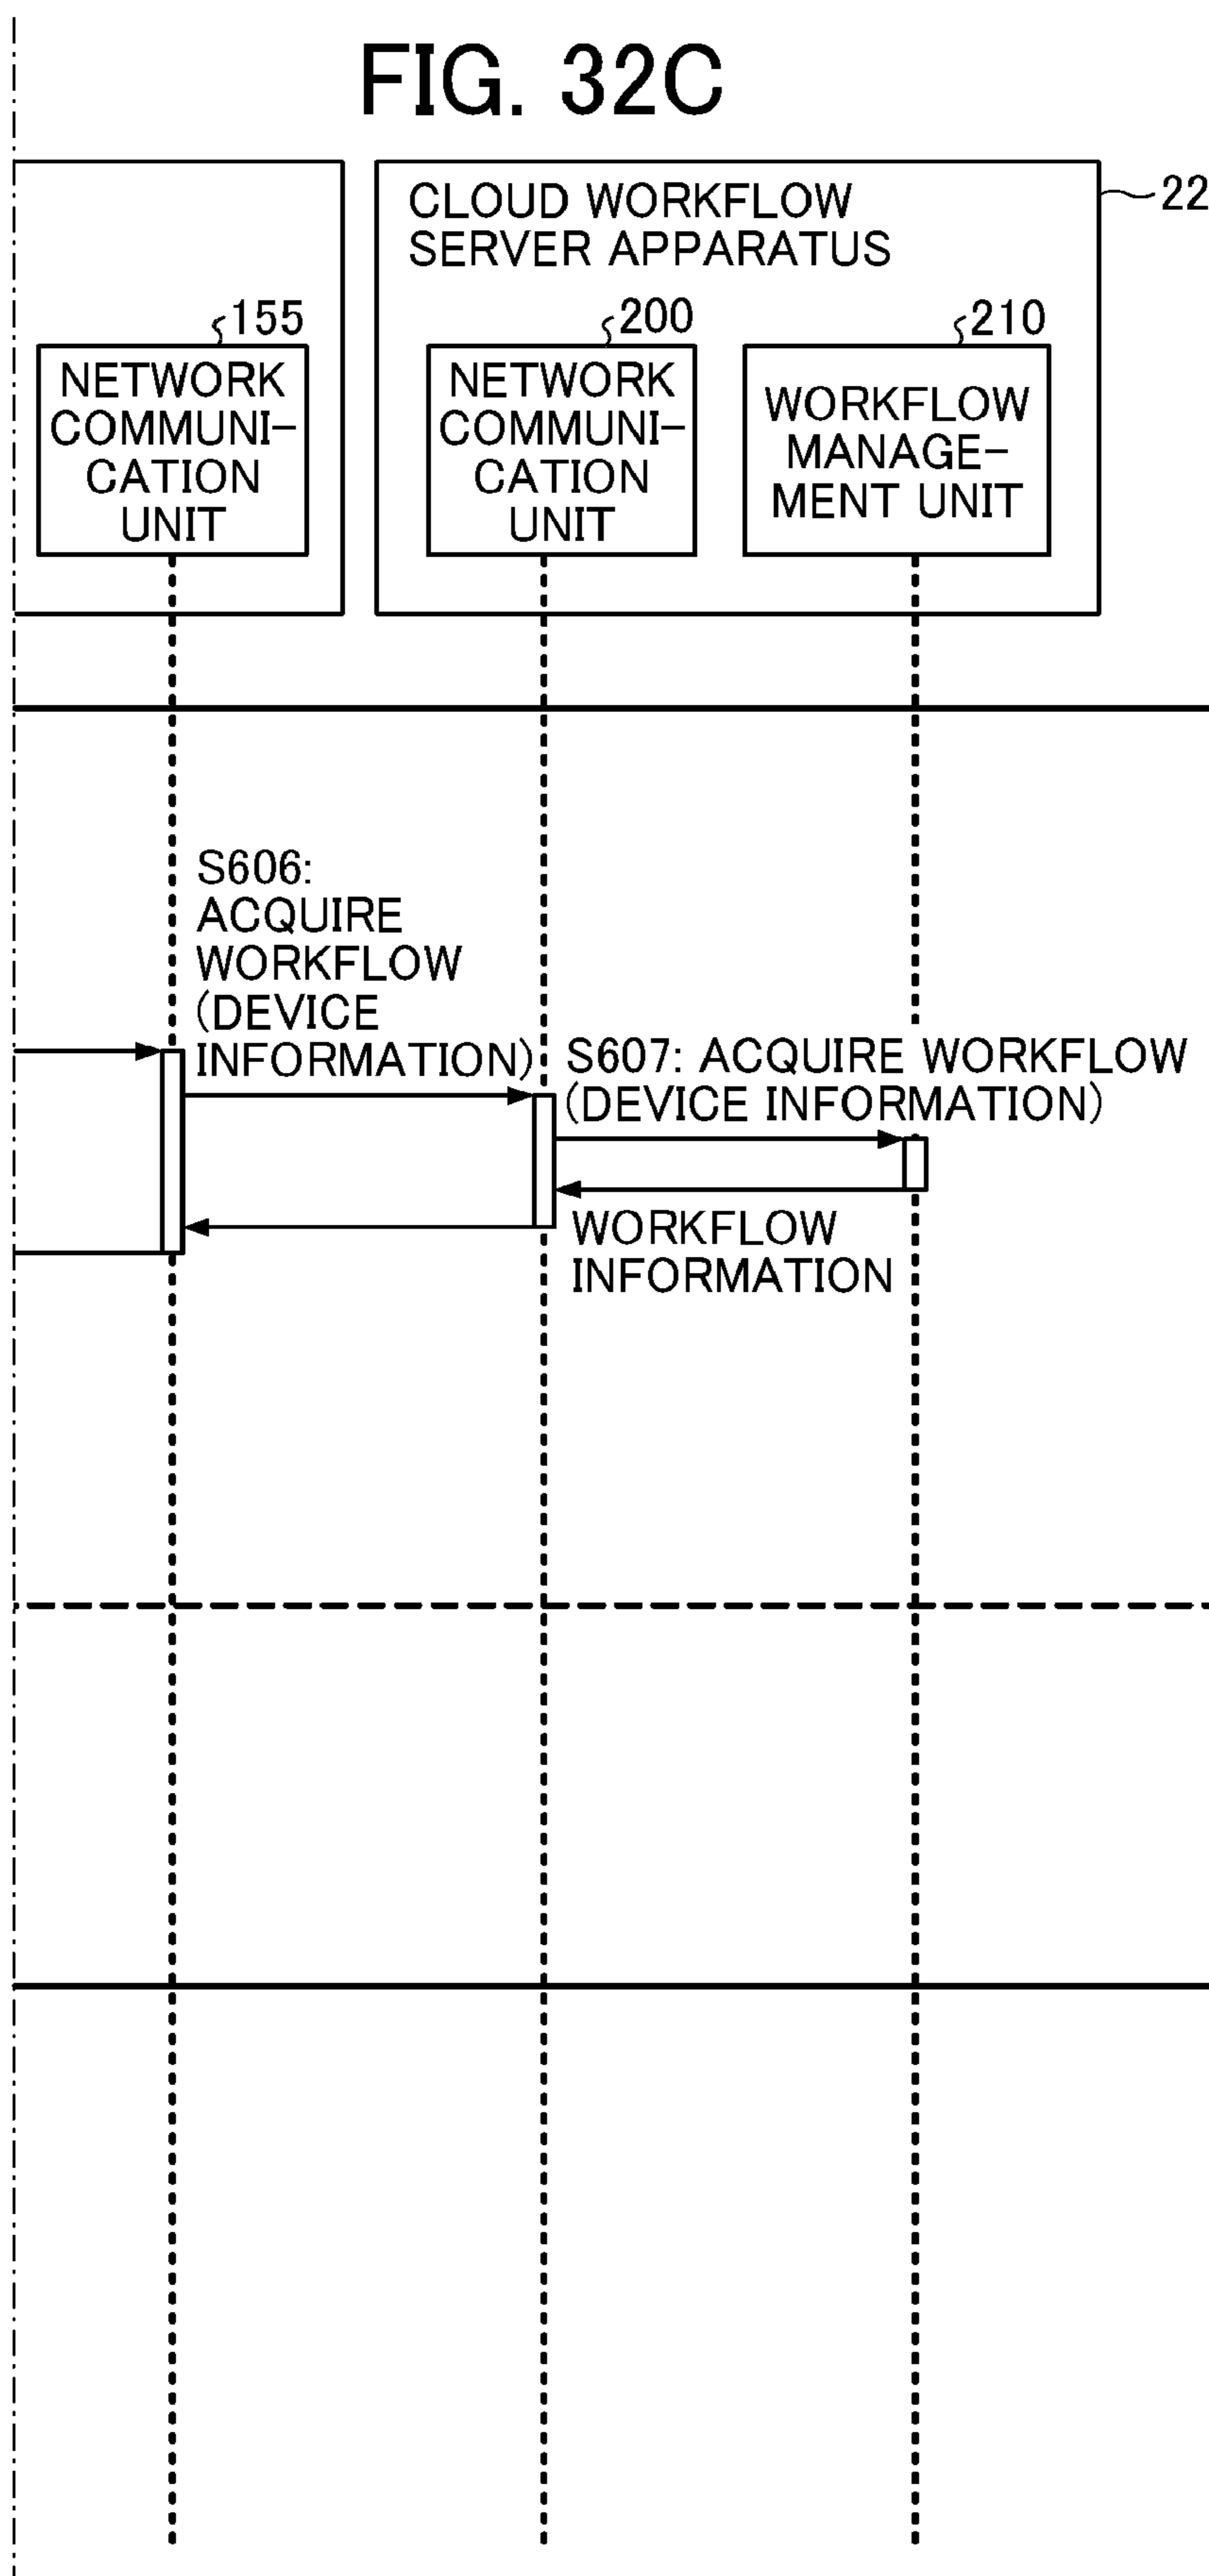 FIG. 32C
CLOUD WORKFLOW
SERVER APPARATUS
22
155
NETWORK
COMMUNI-
CATION
UNIT
200
NETWORK
COMMUNI-
CATION
UNIT
210
WORKFLOW
MANAGE-
MENT UNIT
S606:
ACQUIRE
WORKFLOW
(DEVICE
INFORMATION)
S607: ACQUIRE WORKFLOW
(DEVICE INFORMATION)
WORKFLOW
INFORMATION